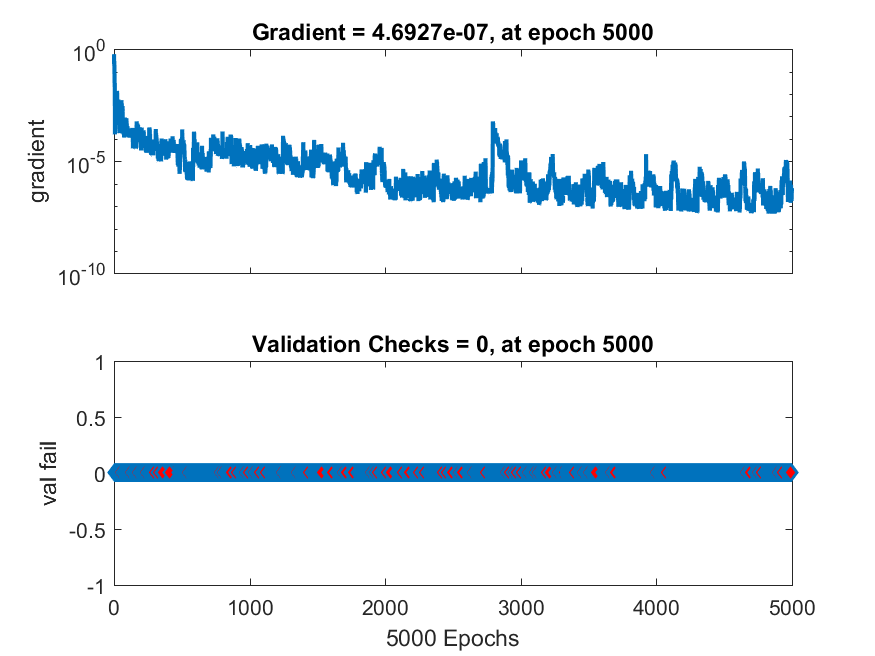 Gradient = 4.6927e-07, at epoch 5000
10^0
10^-5
10^-10
gradient
Validation Checks = 0, at epoch 5000
1
0.5
0
-0.5
-1
val fail
0 1000 2000 3000 4000 5000
5000 Epochs